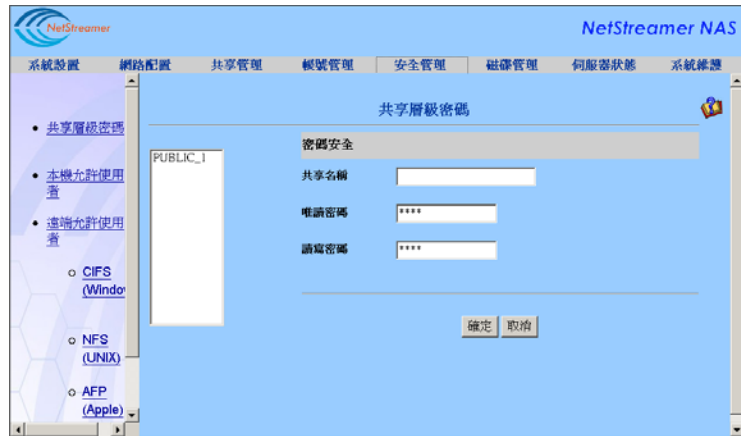 NetStreamer
NetStreamer NAS
系統設置 網路配置 共享管理 帳號管理 安全管理 磁碟管理 伺服器狀態 系統維護
共享層級密碼
本機允許使用
者
遠端允許使用
者
CIFS
(Windo
NFS
(UNIX)
AFP
(Apple)
共享層級密碼
PUBLIC_1
密碼安全
共享名稱
唯讀密碼 ****
讀寫密碼 ****
確定 取消